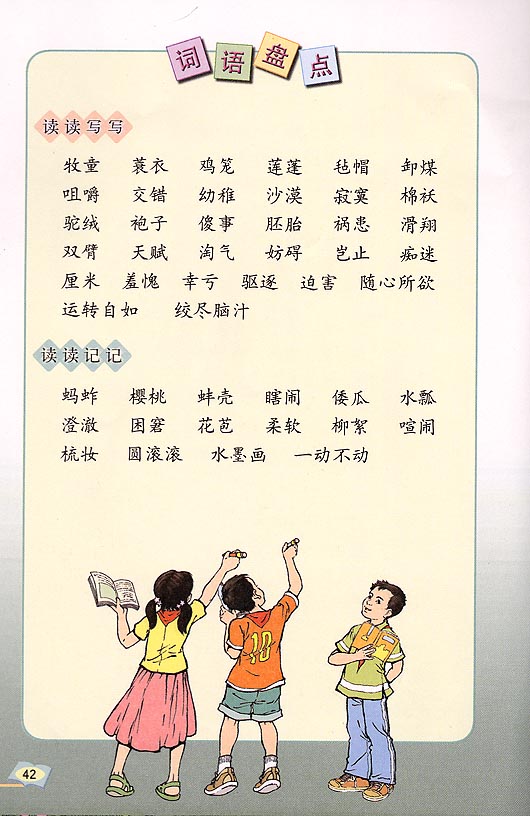 词语盘点
读读写写
牧童 蓑衣 鸡笼 莲蓬 毡帽 卸煤
咀嚼 交错 幼稚 沙漠 寂寞 棉袄
驼绒 袍子 傻事 胚胎 祸患 滑翔
双臂 天赋 淘气 妨碍 岂止 痴迷
厘米 羞愧 幸亏 驱逐 迫害 随心所欲
运转自如 绞尽脑汁
读读记记
蚂蚱 樱桃 蚌壳 瞎闹 倭瓜 水瓢
澄澈 困窘 花苞 柔软 柳絮 喧闹
梳妆 圆滚滚 水墨画 一动不动
10
42